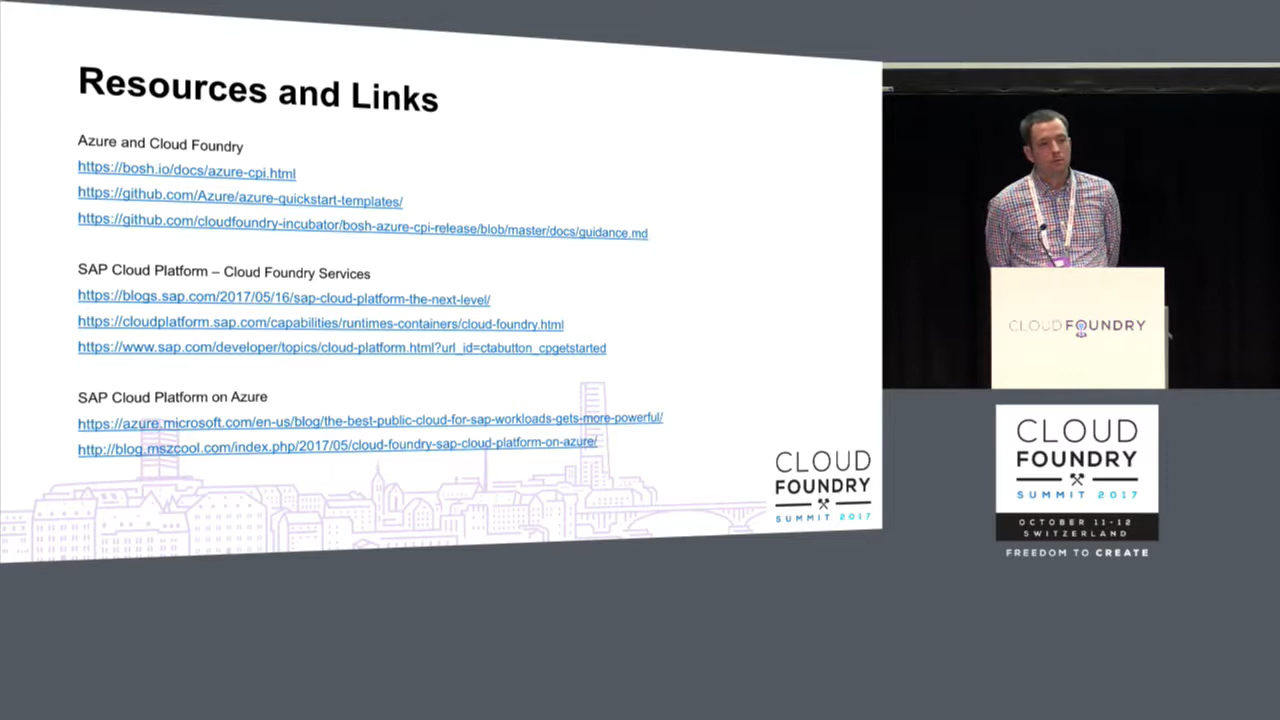 Resources and Links
Azure and Cloud Foundry
https://bosh.io/docs/azure-cpi.html
https://github.com/Azure/azure-quickstart-templates/
https://github.com/cloudfoundry-incubator/bosh-azure-cpi-release/blob/master/docs/guidance.md
SAP Cloud Platform – Cloud Foundry Services
https://blogs.sap.com/2017/05/16/sap-cloud-platform-the-next-level/
https://cloudplatform.sap.com/capabilities/runtimes-containers/cloud-foundry.html
https://www.sap.com/developer/topics/cloud-platform.html?url_id=ctabutton_cpgetstarted
SAP Cloud Platform on Azure
https://azure.microsoft.com/en-us/blog/the-best-public-cloud-for-sap-workloads-gets-more-powerful/
http://blog.mszcool.com/index.php/2017/05/cloud-foundry-sap-cloud-platform-on-azure/
CLOUD
FOUNDRY
SUMMIT 2017
CLOUDFOUNDRY
CLOUD
FOUNDRY
SUMMIT 2017
OCTOBER 11-12
SWITZERLAND
FREEDOM TO CREATE